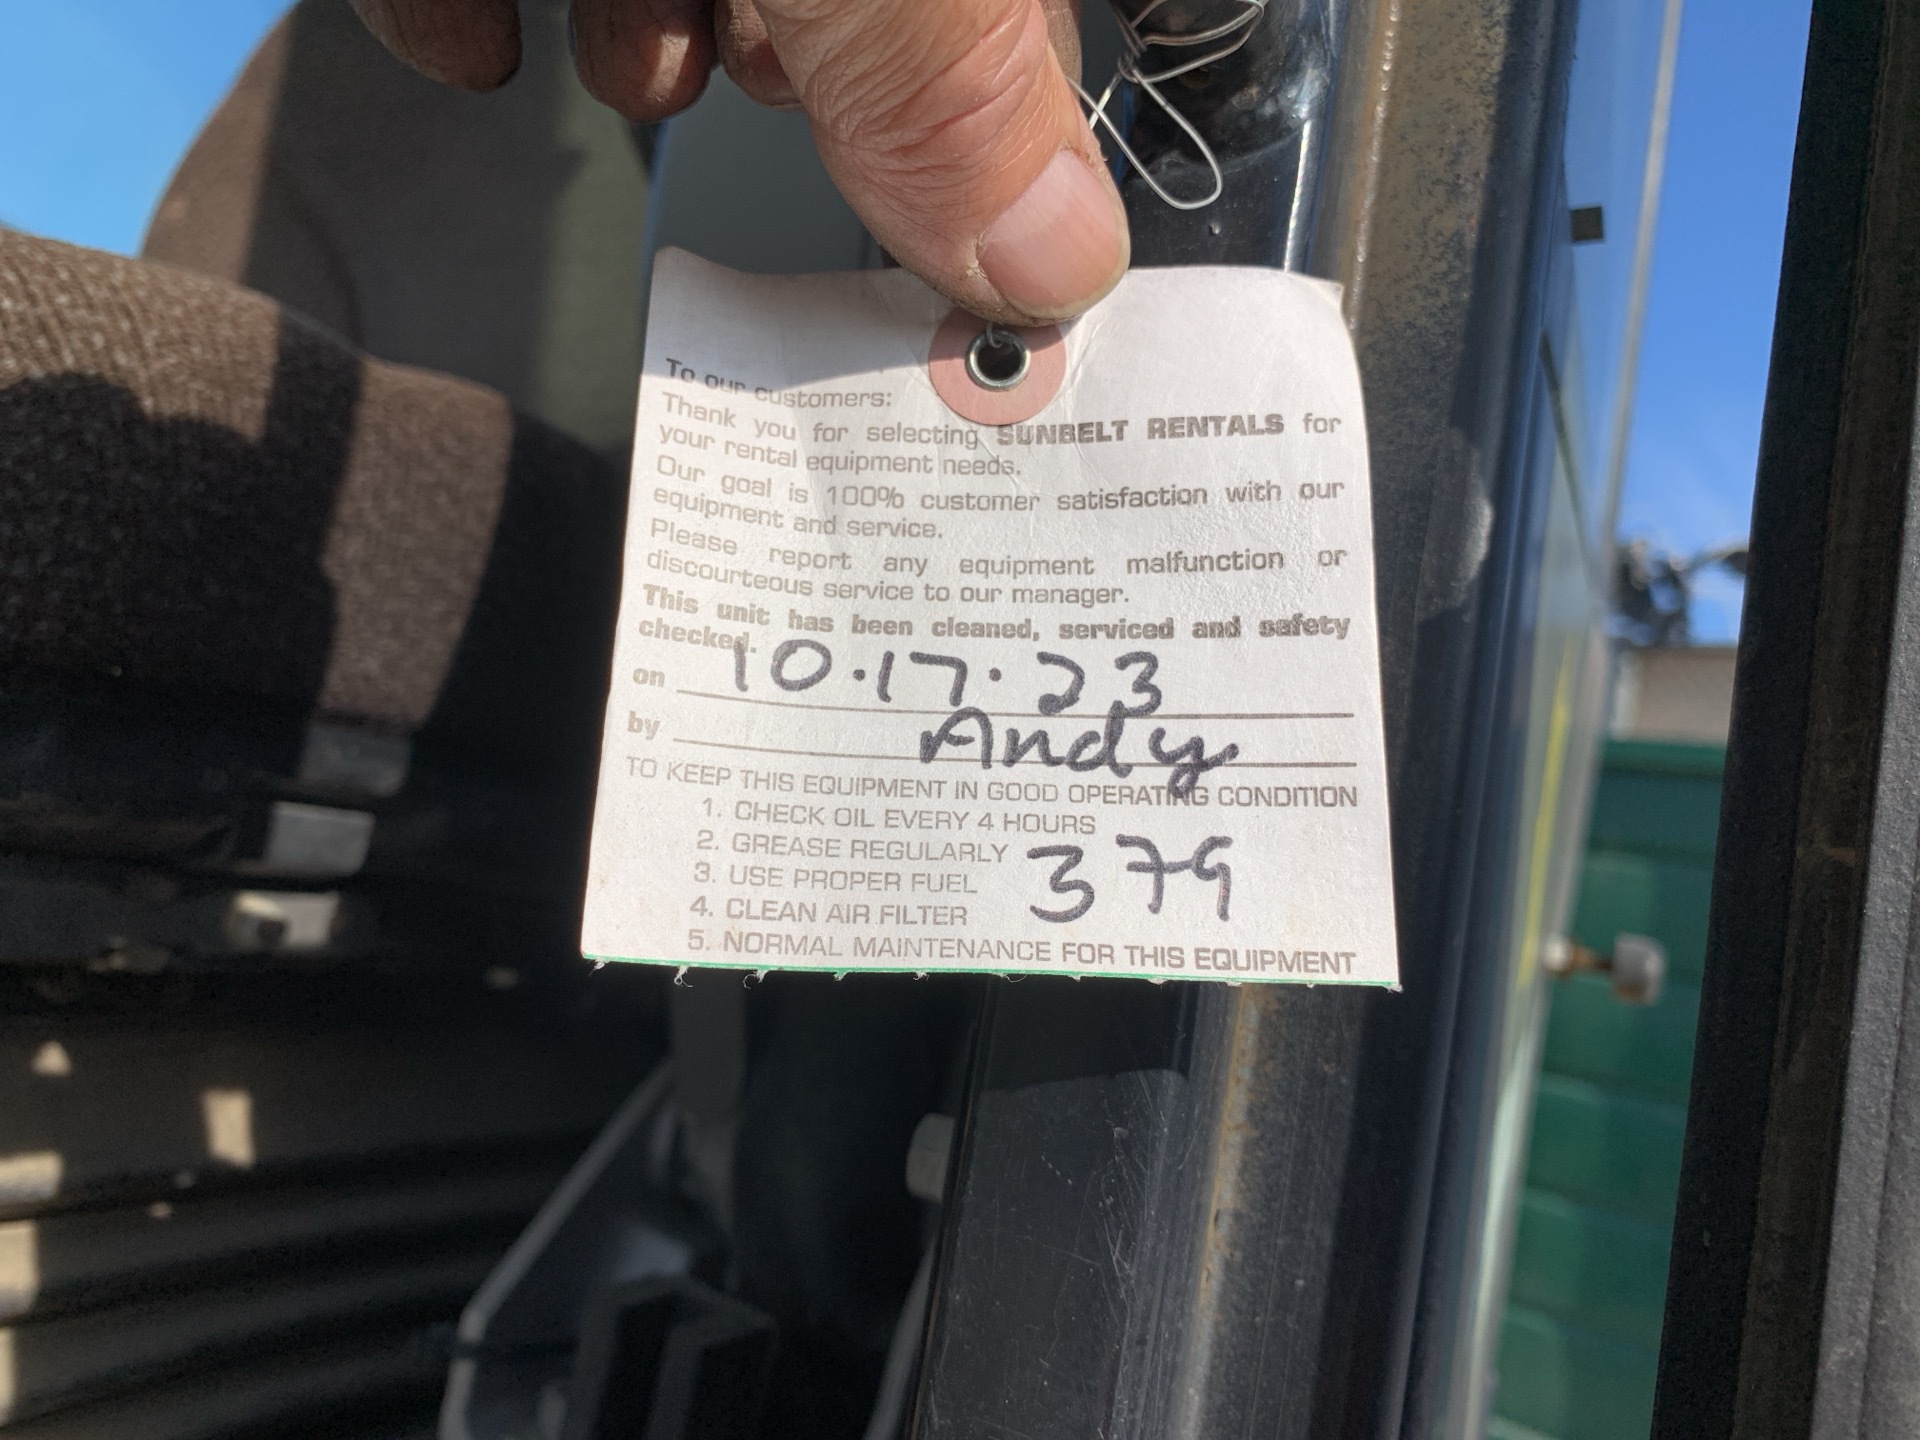 To our customers:
Thank you for selecting SUNBELT RENTALS for
your rental equipment needs.
Our goal is 100% customer satisfaction with our
equipment and service.
Please report any equipment malfunction or
discourteous service to our manager.
This unit has been cleaned, serviced and safety
checked.
on 10.17.23
by Andy
TO KEEP THIS EQUIPMENT IN GOOD OPERATING CONDITION
1. CHECK OIL EVERY 4 HOURS
2. GREASE REGULARLY
3. USE PROPER FUEL
379
4. CLEAN AIR FILTER
5. NORMAL MAINTENANCE FOR THIS EQUIPMENT